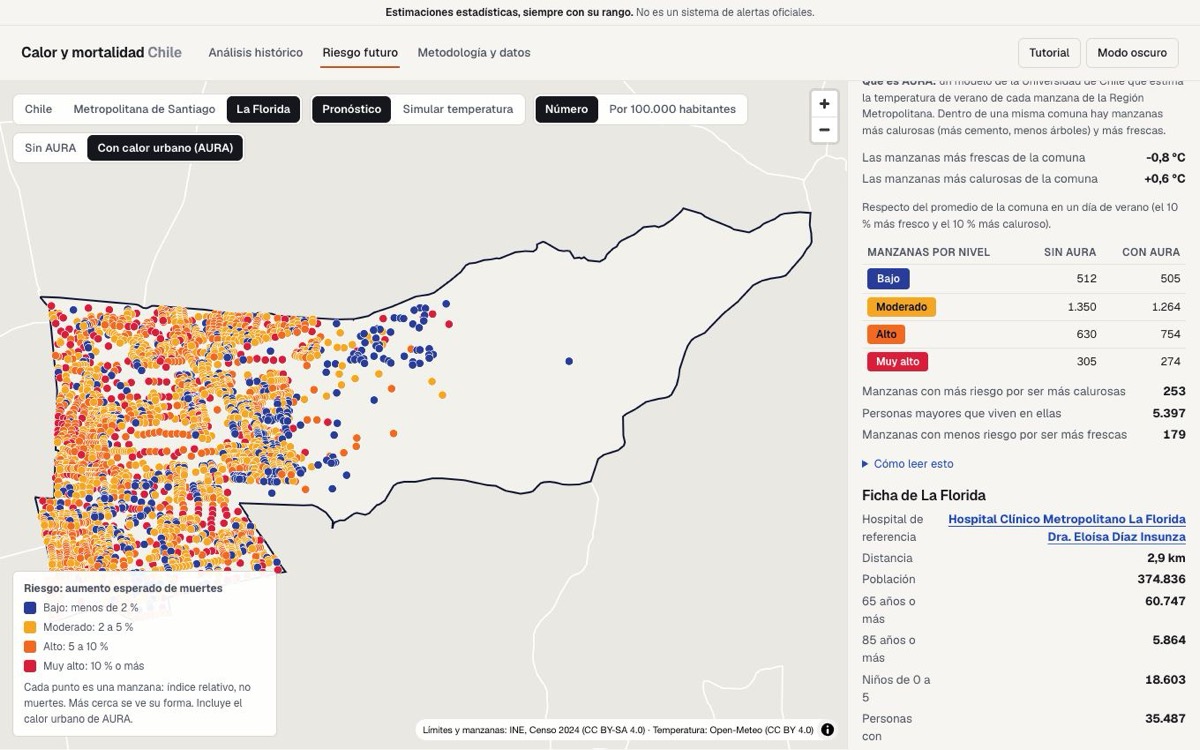 Estimaciones estadísticas, siempre con su rango. No es un sistema de alertas oficiales.
Calor y mortalidad Chile
Análisis histórico
Riesgo futuro
Metodología y datos
Tutorial
Modo oscuro
Chile
Metropolitana de Santiago
La Florida
Pronóstico
Simular temperatura
Número
Por 100.000 habitantes
Sin AURA
Con calor urbano (AURA)
+
−
Riesgo: aumento esperado de muertes
Bajo: menos de 2 %
Moderado: 2 a 5 %
Alto: 5 a 10 %
Muy alto: 10 % o más
Cada punto es una manzana: índice relativo, no
muertes. Más cerca se ve su forma. Incluye el
calor urbano de AURA.
Límites y manzanas: INE, Censo 2024 (CC BY-SA 4.0) · Temperatura: Open-Meteo (CC BY 4.0)
Qué es AURA: un modelo de la Universidad de Chile que estima
la temperatura de verano de cada manzana de la Región
Metropolitana. Dentro de una misma comuna hay manzanas
más calurosas (más cemento, menos árboles) y más frescas.
Las manzanas más frescas de la comuna -0,8 °C
Las manzanas más calurosas de la comuna +0,6 °C
Respecto del promedio de la comuna en un día de verano (el 10
% más fresco y el 10 % más caluroso).
MANZANAS POR NIVEL SIN AURA CON AURA
Bajo 512 505
Moderado 1.350 1.264
Alto 630 754
Muy alto 305 274
Manzanas con más riesgo por ser más calurosas 253
Personas mayores que viven en ellas 5.397
Manzanas con menos riesgo por ser más frescas 179
Cómo leer esto
Ficha de La Florida
Hospital de referencia
Hospital Clínico Metropolitano La Florida
Dra. Eloísa Díaz Insunza
Distancia 2,9 km
Población 374.836
65 años o más 60.747
85 años o más 5.864
Niños de 0 a 5 18.603
Personas con 35.487